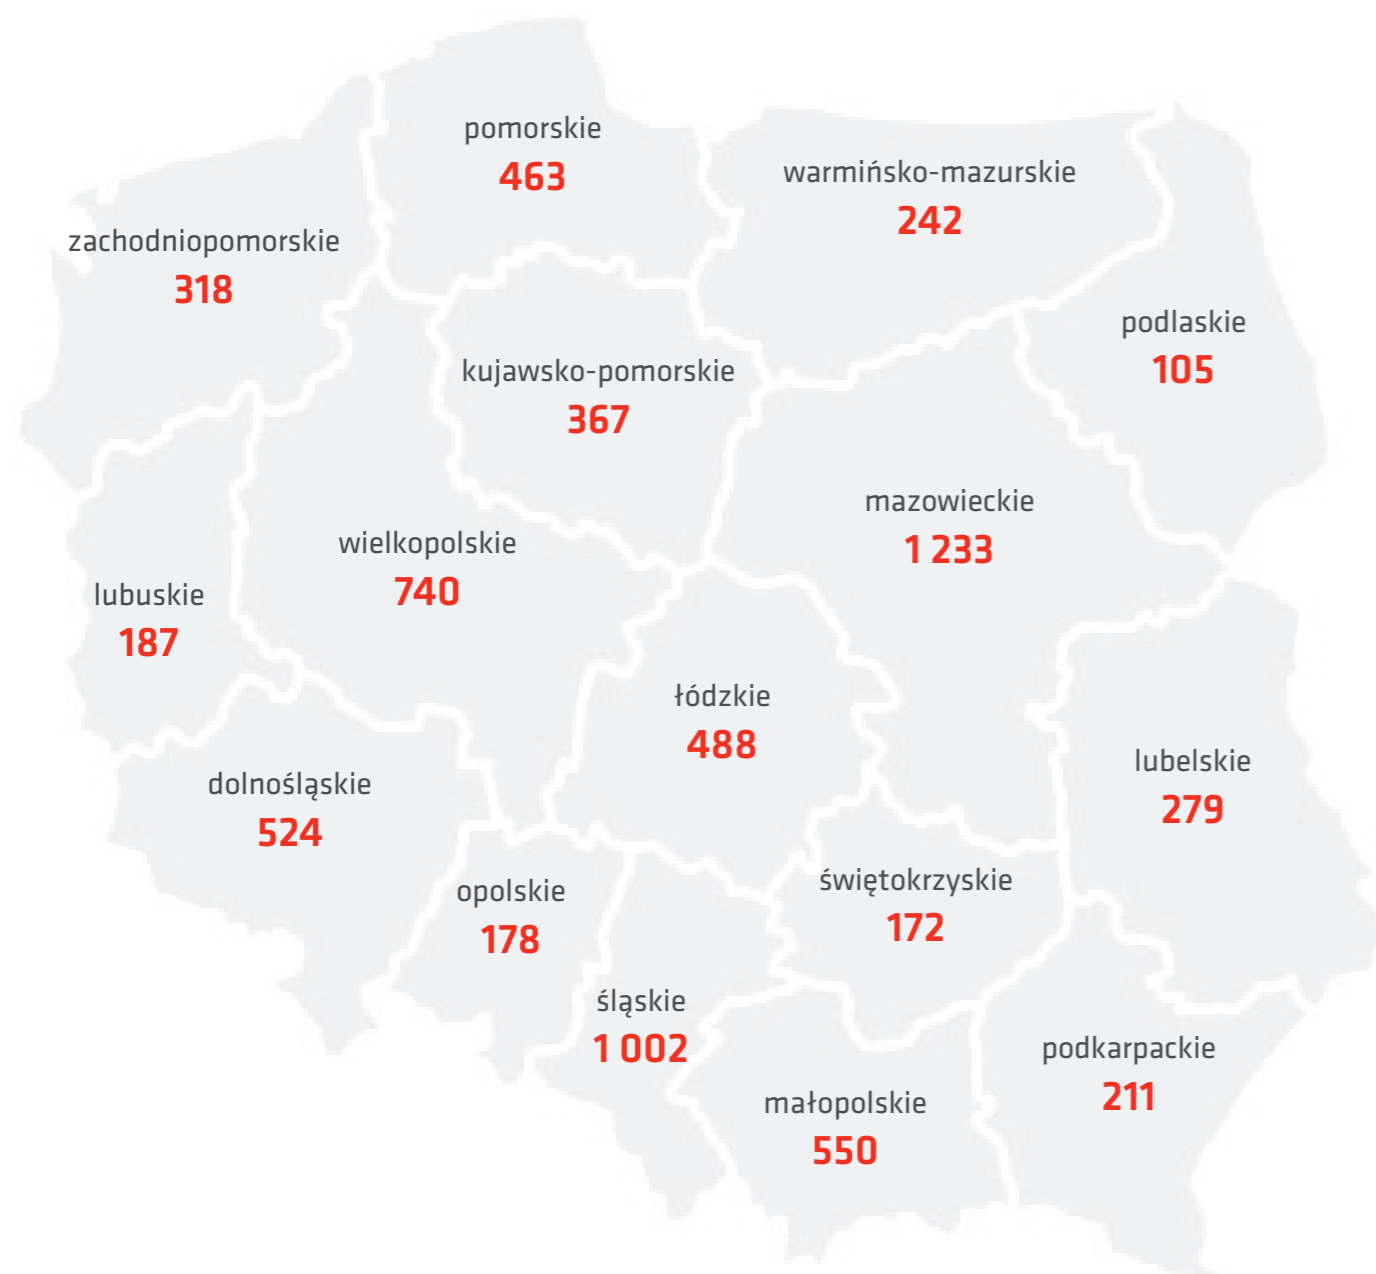 pomorskie
463
warmińsko-mazurskie
242
zachodniopomorskie
318
podlaskie
105
kujawsko-pomorskie
367
mazowieckie
1 233
wielkopolskie
740
lubuskie
187
łódzkie
488
lubelskie
279
dolnośląskie
524
świętokrzyskie
172
opolskie
178
śląskie
1 002
podkarpackie
211
małopolskie
550